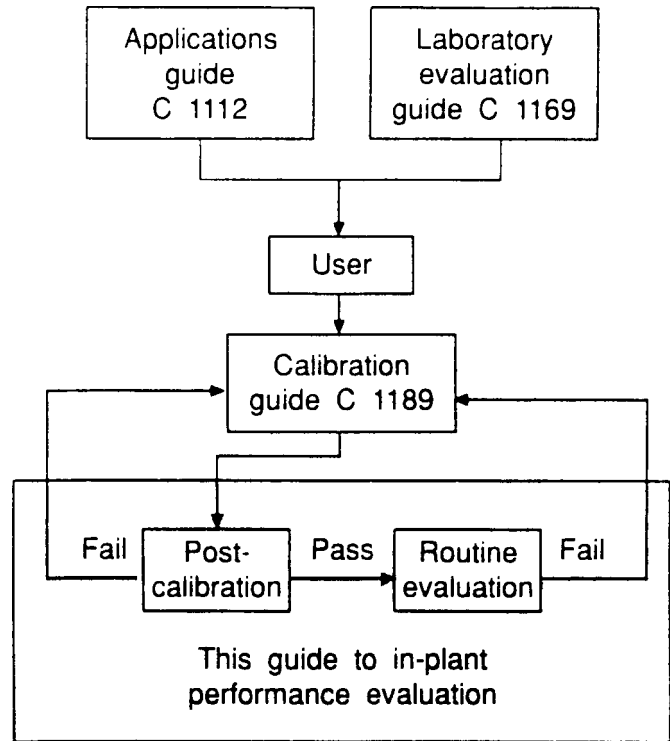 Applications
guide
C 1112
Laboratory
evaluation
guide C 1169
User
Calibration
guide C 1189
Fail
Post-
calibration
Pass
Routine
evaluation
Fail
This guide to in-plant
performance evaluation